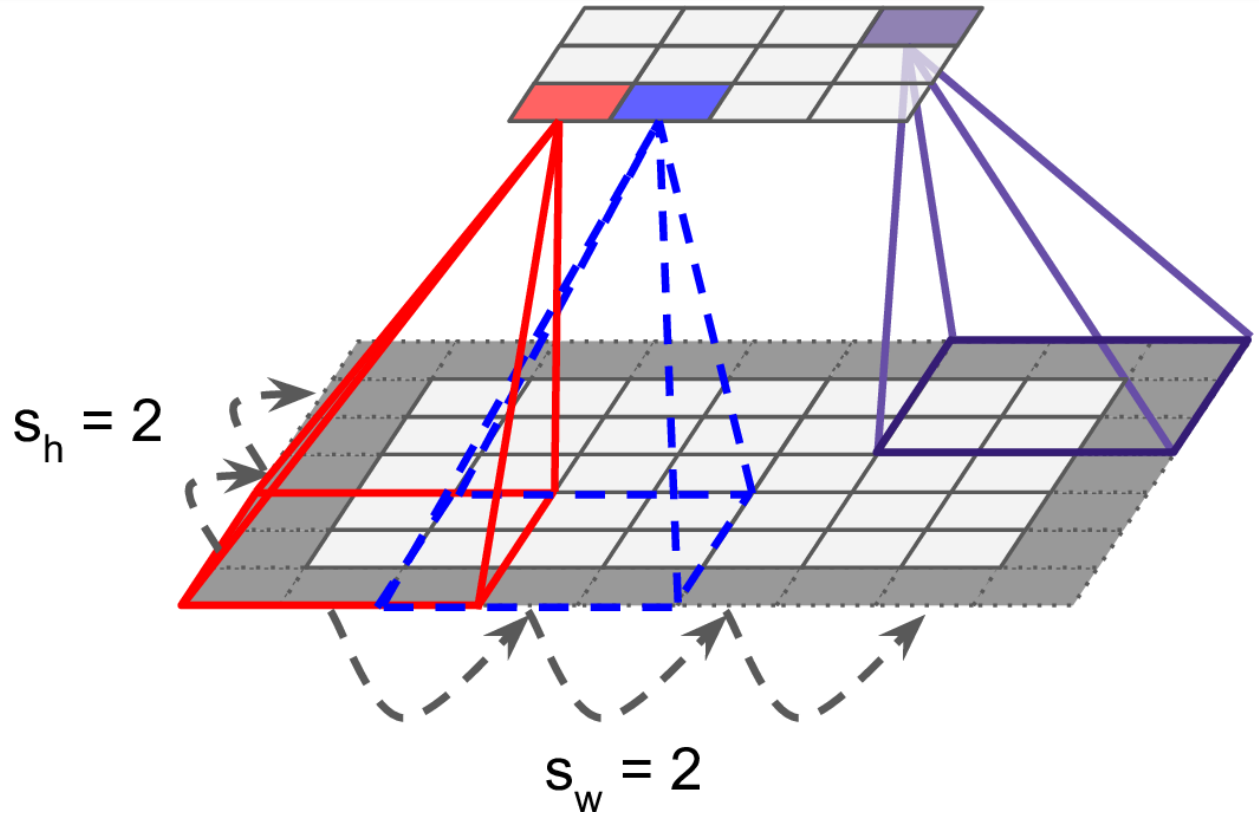 s_h = 2
s_w = 2